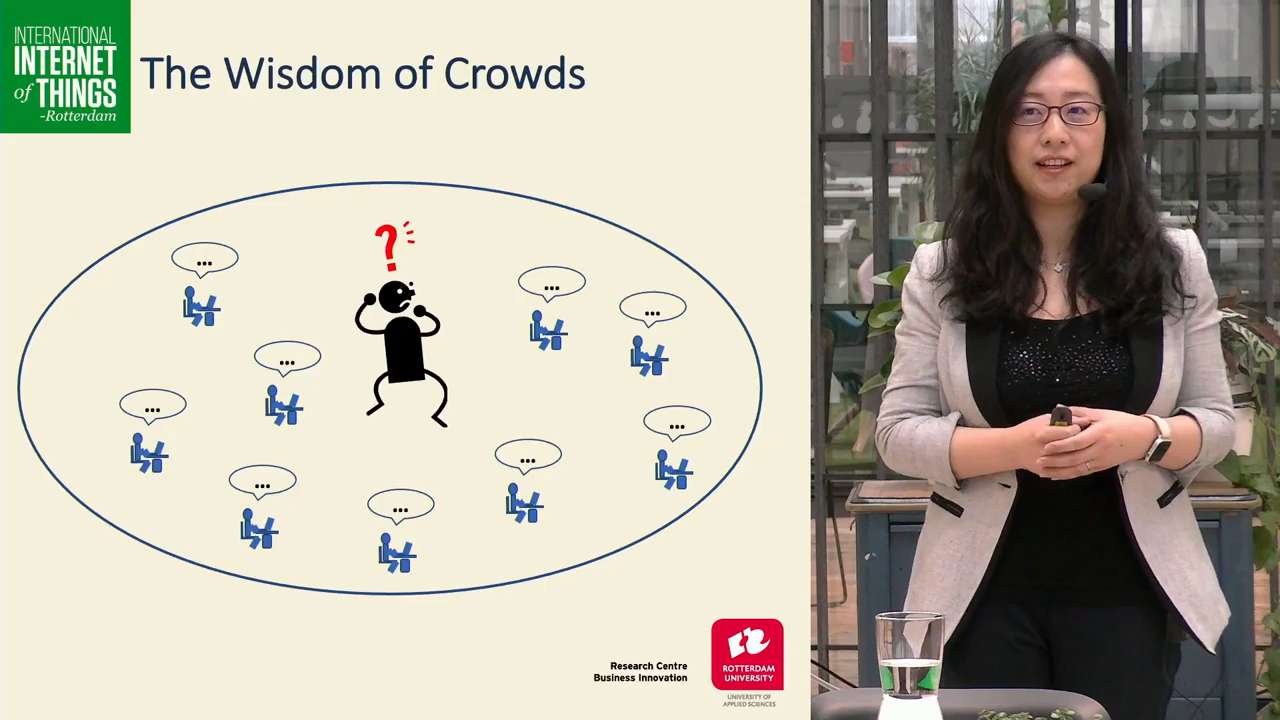 INTERNATIONAL
INTERNET
of THINGS
-Rotterdam
The Wisdom of Crowds
?
...
...
...
...
...
...
...
...
...
...
Research Centre
Business Innovation
ROTTERDAM
UNIVERSITY
UNIVERSITY OF
APPLIED SCIENCES